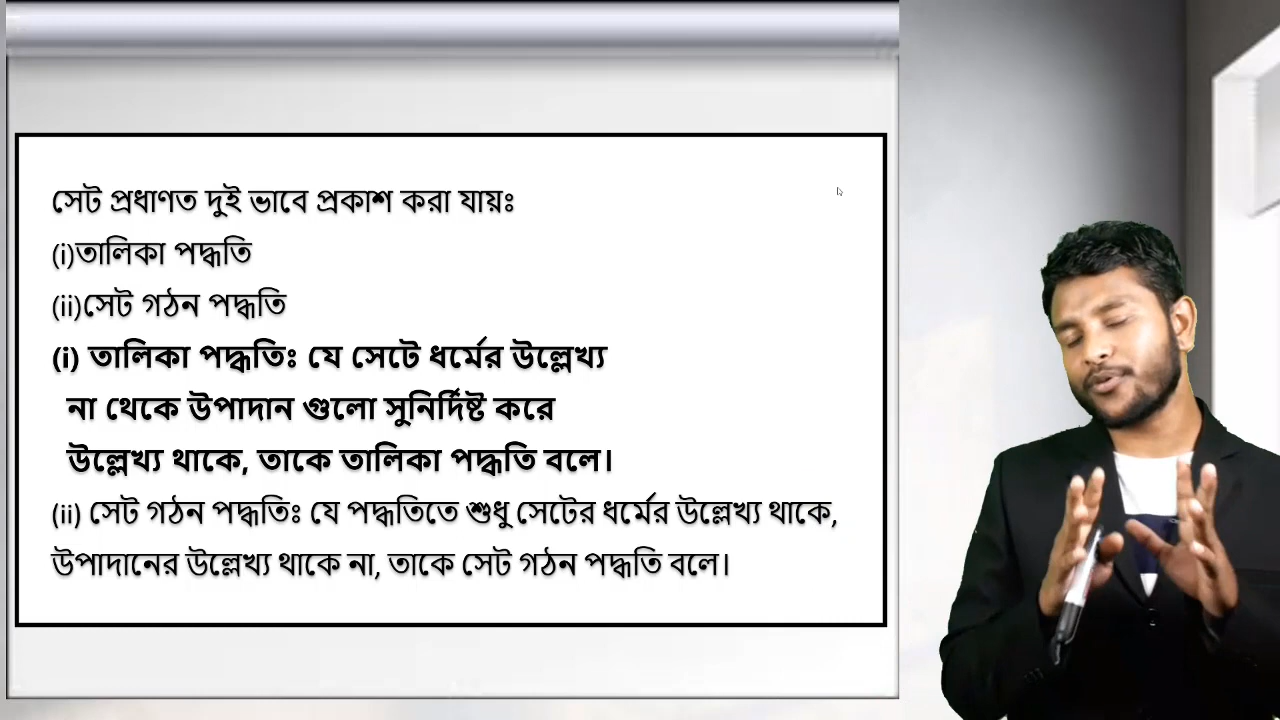 সেট প্রধাণত দুই ভাবে প্রকাশ করা যায়ঃ
(i)তালিকা পদ্ধতি
(ii)সেট গঠন পদ্ধতি
(i) তালিকা পদ্ধতিঃ যে সেটে ধর্মের উল্লেখ্য
না থেকে উপাদান গুলো সুনির্দিষ্ট করে
উল্লেখ্য থাকে, তাকে তালিকা পদ্ধতি বলে।
(ii) সেট গঠন পদ্ধতিঃ যে পদ্ধতিতে শুধু সেটের ধর্মের উল্লেখ্য থাকে,
উপাদানের উল্লেখ্য থাকে না, তাকে সেট গঠন পদ্ধতি বলে।